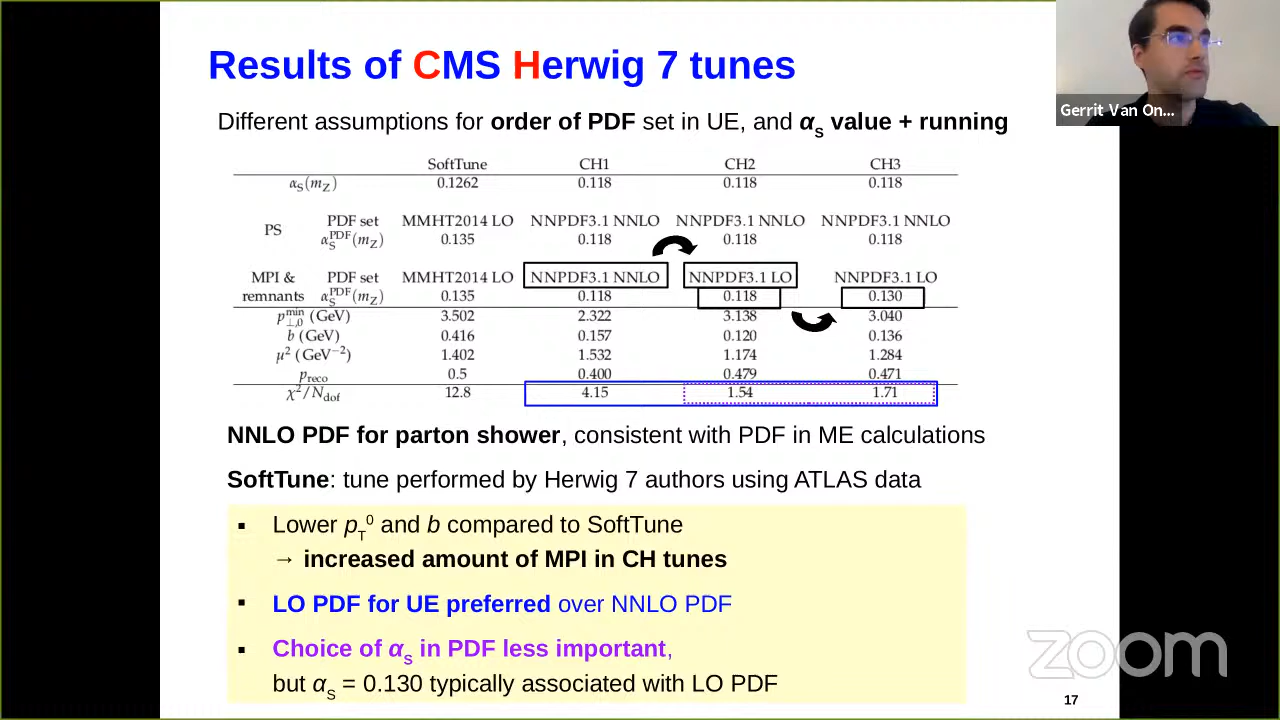 Results of CMS Herwig 7 tunes
Gerrit Van On...
Different assumptions for order of PDF set in UE, and αS value + running
SoftTune CH1 CH2 CH3
αS(mZ) 0.1262 0.118 0.118 0.118
PS PDF set MMHT2014 LO NNPDF3.1 NNLO NNPDF3.1 NNLO NNPDF3.1 NNLO
αS^PDF(mZ) 0.135 0.118 0.118 0.118
MPI & PDF set MMHT2014 LO NNPDF3.1 NNLO NNPDF3.1 LO NNPDF3.1 LO
remnants αS^PDF(mZ) 0.135 0.118 0.118 0.130
p⊥,0^min (GeV) 3.502 2.322 3.138 3.040
b (GeV) 0.416 0.157 0.120 0.136
μ² (GeV⁻²) 1.402 1.532 1.174 1.284
preco 0.5 0.400 0.479 0.471
χ²/Ndof 12.8 4.15 1.54 1.71
NNLO PDF for parton shower, consistent with PDF in ME calculations
SoftTune: tune performed by Herwig 7 authors using ATLAS data
▪ Lower pT⁰ and b compared to SoftTune
→ increased amount of MPI in CH tunes
▪ LO PDF for UE preferred over NNLO PDF
▪ Choice of αS in PDF less important,
but αS = 0.130 typically associated with LO PDF
zoom
17